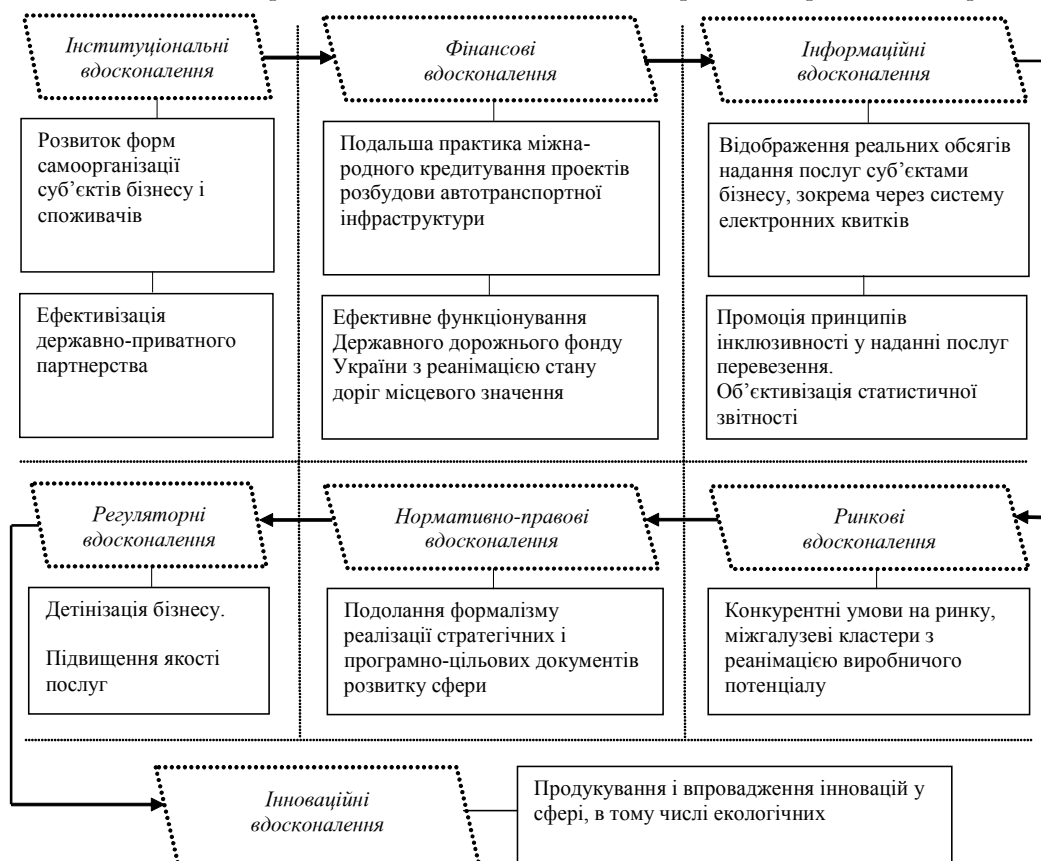 Інституціональні
вдосконалення
Фінансові
вдосконалення
Інформаційні
вдосконалення
Розвиток форм
самоорганізації
суб’єктів бізнесу і
споживачів
Подальша практика міжна-
родного кредитування проектів
розбудови автотранспортної
інфраструктури
Відображення реальних обсягів
надання послуг суб’єктами
бізнесу, зокрема через систему
електронних квитків
Ефективізація
державно-приватного
партнерства
Ефективне функціонування
Державного дорожнього фонду
України з реанімацією стану
доріг місцевого значення
Промоція принципів
інклюзивності у наданні послуг
перевезення.
Об’єктивізація статистичної
звітності
Регуляторні
вдосконалення
Нормативно-правові
вдосконалення
Ринкові
вдосконалення
Детінізація бізнесу.
Підвищення якості
послуг
Подолання формалізму
реалізації стратегічних і
програмно-цільових документів
розвитку сфери
Конкурентні умови на ринку,
міжгалузеві кластери з
реанімацією виробничого
потенціалу
Інноваційні
вдосконалення
Продукування і впровадження інновацій у
сфері, в тому числі екологічних